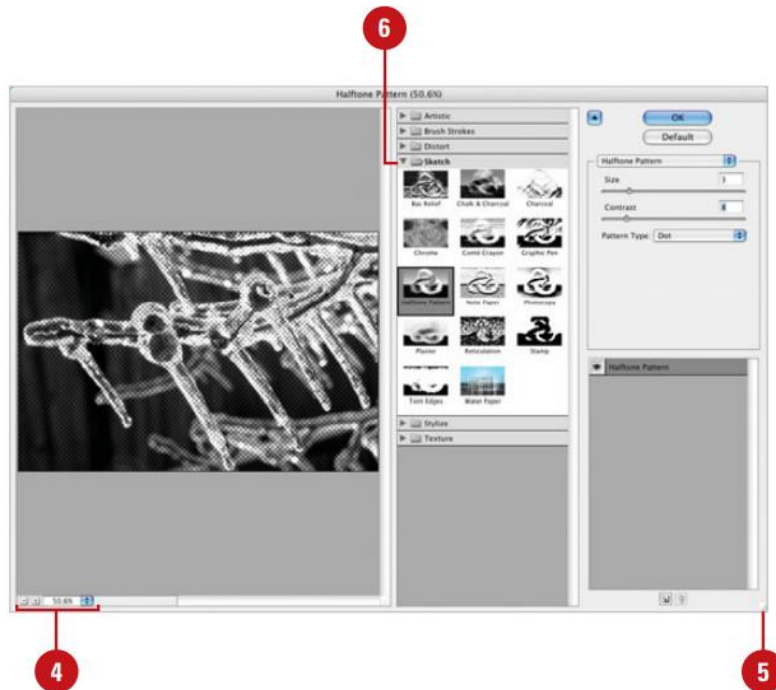 6
Halftone Pattern (50.6%)
Artistic
Brush Strokes
Distort
Sketch
Bas Relief
Chalk & Charcoal
Charcoal
Chrome
Conté Crayon
Graphic Pen
Halftone Pattern
Note Paper
Photocopy
Plaster
Reticulation
Stamp
Torn Edges
Water Paper
Stylize
Texture
OK
Default
Halftone Pattern
Size
Contrast
Pattern Type: Dot
Halftone Pattern
50.6%
4
5